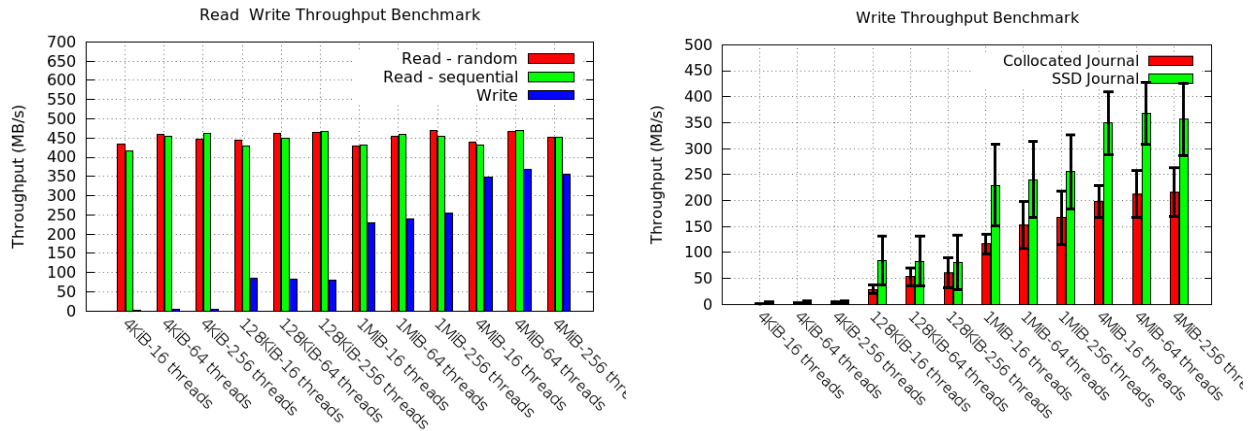 Read  Write Throughput Benchmark
Throughput (MB/s)
700
650
600
550
500
450
400
350
300
250
200
150
100
50
0
Read - random
Read - sequential
Write
4KiB-16 threads
4KiB-64 threads
4KiB-256 threads
128KiB-16 threads
128KiB-64 threads
128KiB-256 threads
1MiB-16 threads
1MiB-64 threads
1MiB-256 threads
4MiB-16 threads
4MiB-64 threads
4MiB-256 thr
Write Throughput Benchmark
Throughput (MB/s)
500
450
400
350
300
250
200
150
100
50
0
Collocated Journal
SSD Journal
4KiB-16 threads
4KiB-64 threads
4KiB-256 threads
128KiB-16 threads
128KiB-64 threads
128KiB-256 threads
1MiB-16 threads
1MiB-64 threads
1MiB-256 threads
4MiB-16 threads
4MiB-64 threads
4MiB-256 thr